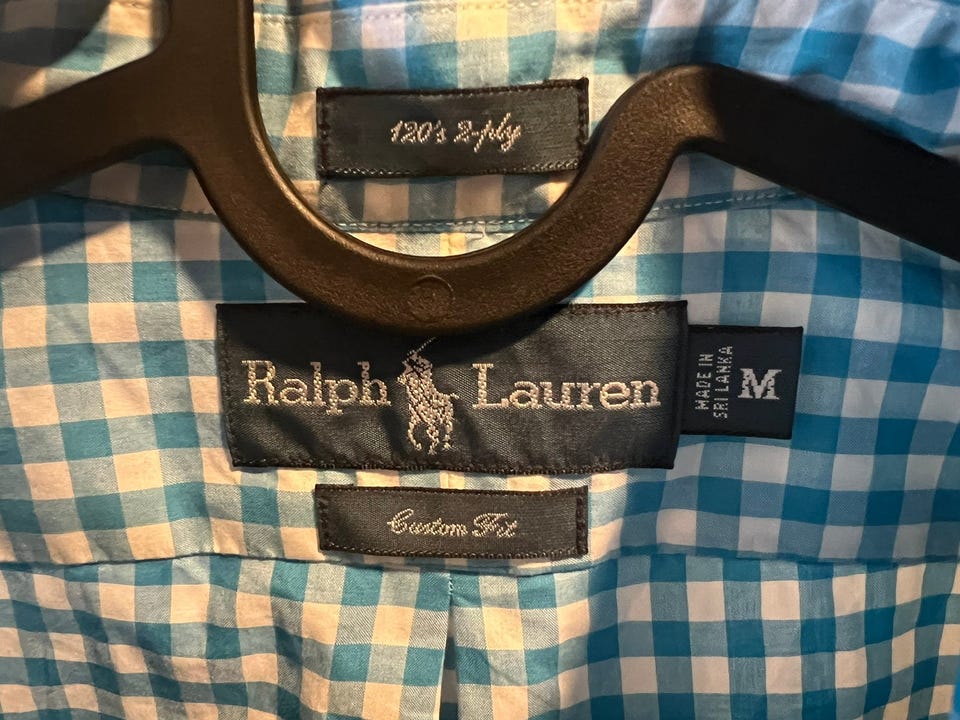 120's 2-ply
Ralph Lauren
MADE IN
SRI LANKA
M
Custom Fit